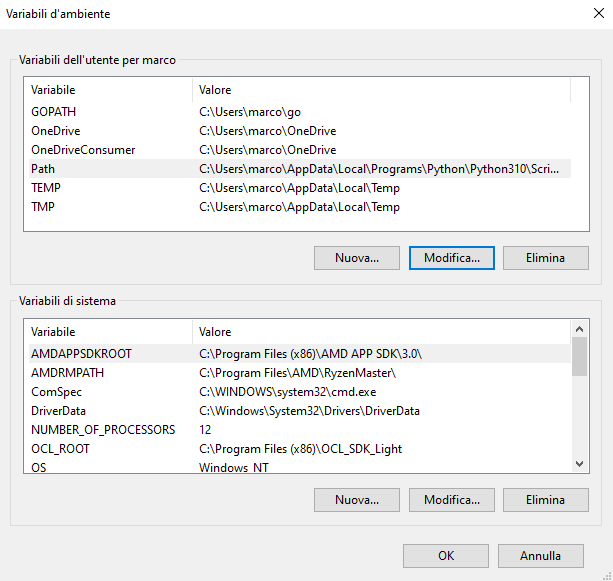 Variabili d'ambiente
Variabili dell'utente per marco
Variabile Valore
GOPATH C:\Users\marco\go
OneDrive C:\Users\marco\OneDrive
OneDriveConsumer C:\Users\marco\OneDrive
Path C:\Users\marco\AppData\Local\Programs\Python\Python310\Scri...
TEMP C:\Users\marco\AppData\Local\Temp
TMP C:\Users\marco\AppData\Local\Temp
Nuova... Modifica... Elimina
Variabili di sistema
Variabile Valore
AMDAPPSDKROOT C:\Program Files (x86)\AMD APP SDK\3.0\
AMDRMPATH C:\Program Files\AMD\RyzenMaster\
ComSpec C:\WINDOWS\system32\cmd.exe
DriverData C:\Windows\System32\Drivers\DriverData
NUMBER_OF_PROCESSORS 12
OCL_ROOT C:\Program Files (x86)\OCL_SDK_Light
OS Windows_NT
Nuova... Modifica... Elimina
OK Annulla